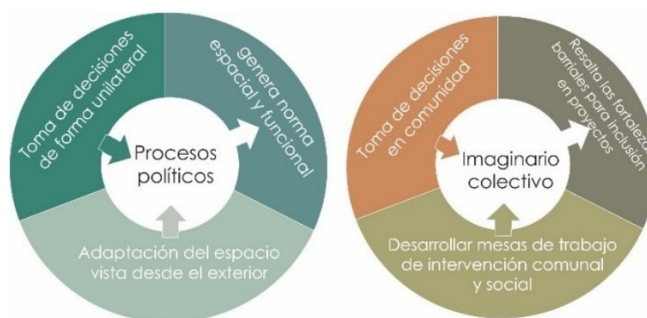 Toma de decisiones
de forma unilateral
genera norma
espacial y funcional
Procesos
políticos
Adaptación del espacio
vista desde el exterior
Toma de decisiones
en comunidad
Resalta las fortaleza
barriales para inclusión
en proyectos
Imaginario
colectivo
Desarrollar mesas de trabajo
de intervención comunal
y social